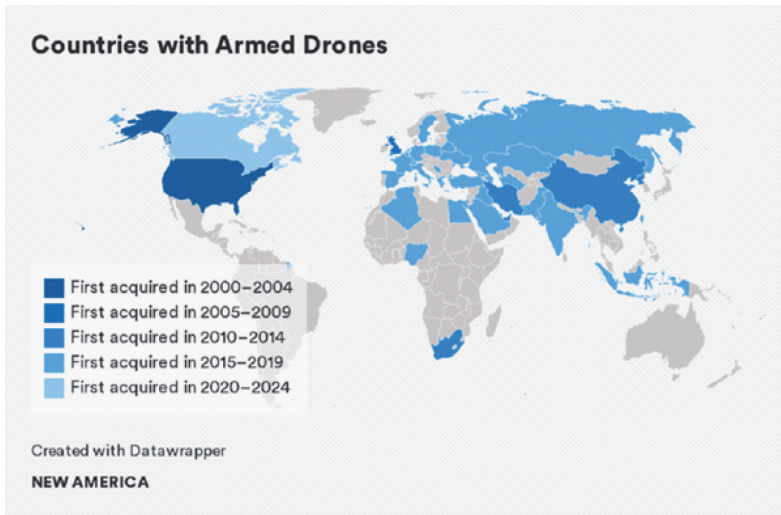 Countries with Armed Drones
First acquired in 2000–2004
First acquired in 2005–2009
First acquired in 2010–2014
First acquired in 2015–2019
First acquired in 2020–2024
Created with Datawrapper
NEW AMERICA